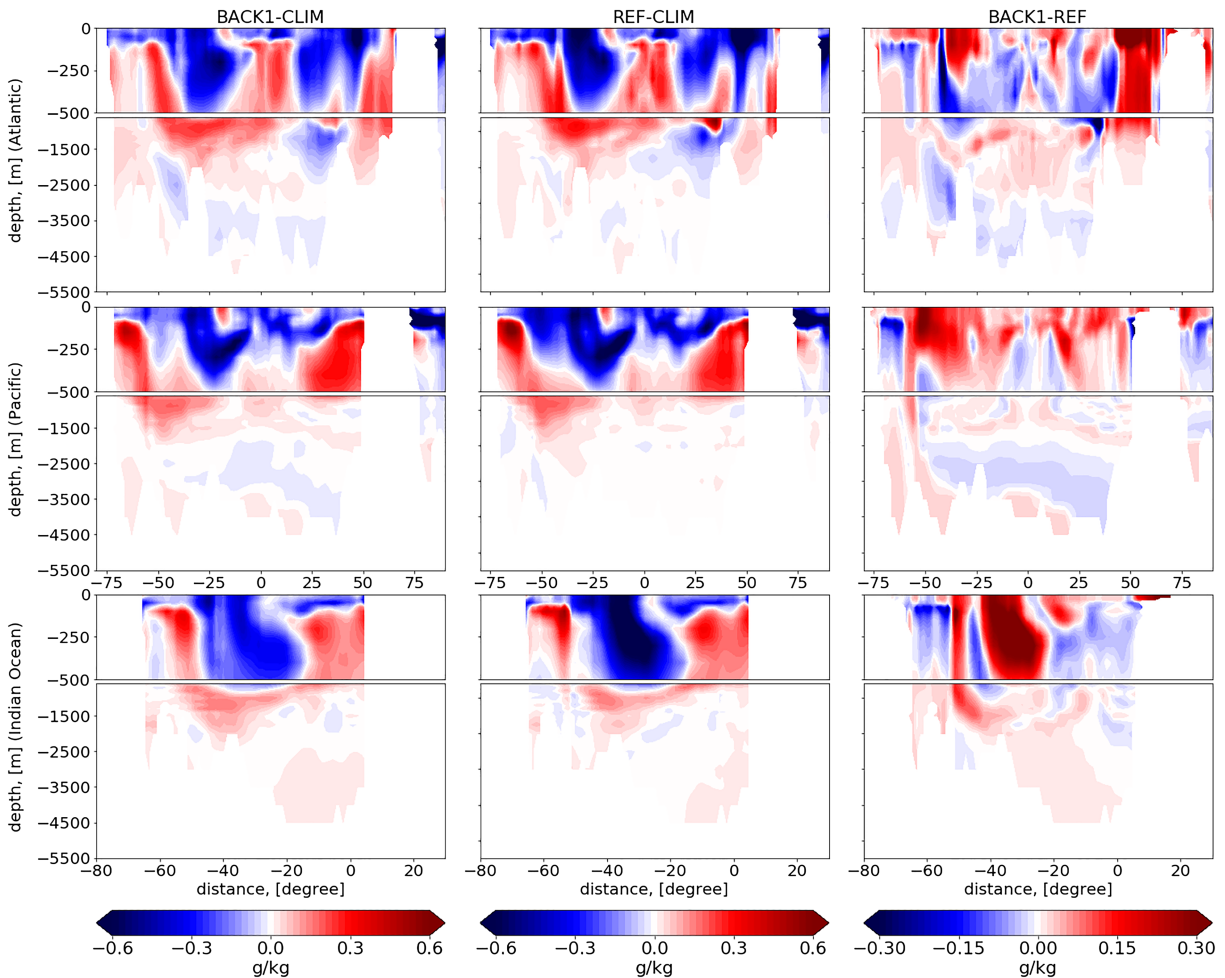 BACK1-CLIM REF-CLIM BACK1-REF
depth, [m] (Atlantic)
0
−250
−500
−1500
−2500
−3500
−4500
−5500
depth, [m] (Pacific)
0
−250
−500
−1500
−2500
−3500
−4500
−5500
−75 −50 −25 0 25 50 75 −75 −50 −25 0 25 50 75 −75 −50 −25 0 25 50 75
depth, [m] (Indian Ocean)
0
−250
−500
−1500
−2500
−3500
−4500
−5500
−80 −60 −40 −20 0 20 −80 −60 −40 −20 0 20 −80 −60 −40 −20 0 20
distance, [degree] distance, [degree] distance, [degree]
−0.6 −0.3 0.0 0.3 0.6 −0.6 −0.3 0.0 0.3 0.6 −0.30 −0.15 0.00 0.15 0.30
g/kg g/kg g/kg